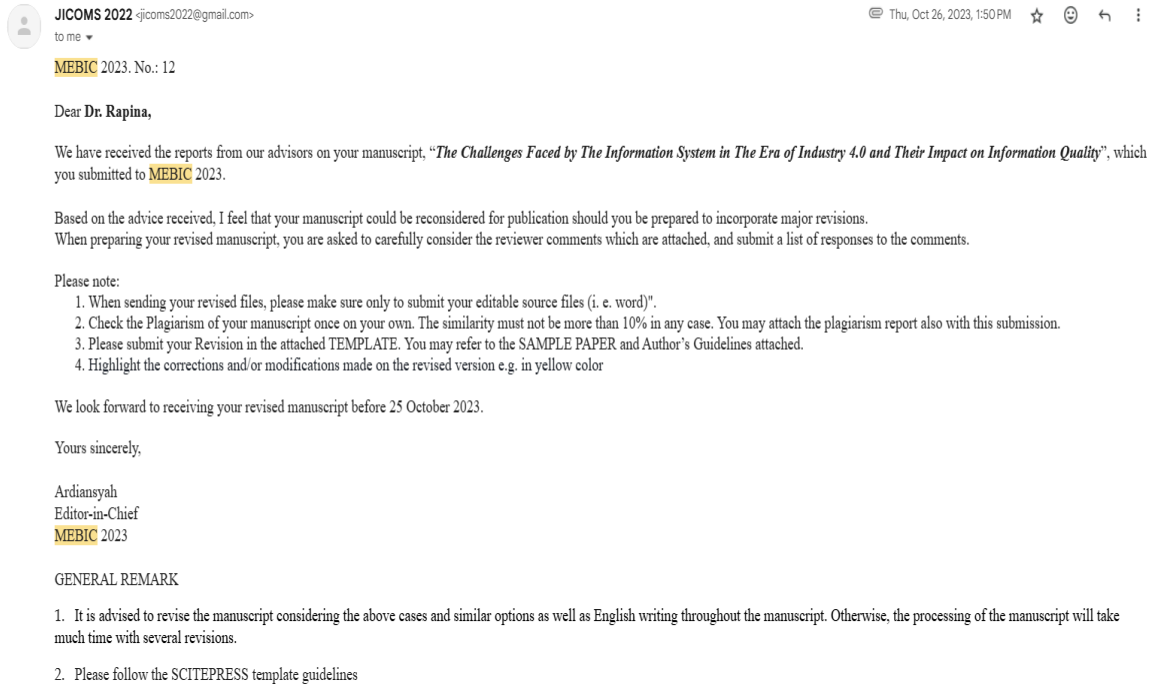 JICOMS 2022 <jicoms2022@gmail.com>
Thu, Oct 26, 2023, 1:50 PM
to me
MEBIC 2023. No.: 12
Dear Dr. Rapina,
We have received the reports from our advisors on your manuscript, “The Challenges Faced by The Information System in The Era of Industry 4.0 and Their Impact on Information Quality”, which
you submitted to MEBIC 2023.
Based on the advice received, I feel that your manuscript could be reconsidered for publication should you be prepared to incorporate major revisions.
When preparing your revised manuscript, you are asked to carefully consider the reviewer comments which are attached, and submit a list of responses to the comments.
Please note:
1. When sending your revised files, please make sure only to submit your editable source files (i. e. word)".
2. Check the Plagiarism of your manuscript once on your own. The similarity must not be more than 10% in any case. You may attach the plagiarism report also with this submission.
3. Please submit your Revision in the attached TEMPLATE. You may refer to the SAMPLE PAPER and Author’s Guidelines attached.
4. Highlight the corrections and/or modifications made on the revised version e.g. in yellow color
We look forward to receiving your revised manuscript before 25 October 2023.
Yours sincerely,
Ardiansyah
Editor-in-Chief
MEBIC 2023
GENERAL REMARK
1. It is advised to revise the manuscript considering the above cases and similar options as well as English writing throughout the manuscript. Otherwise, the processing of the manuscript will take
much time with several revisions.
2. Please follow the SCITEPRESS template guidelines